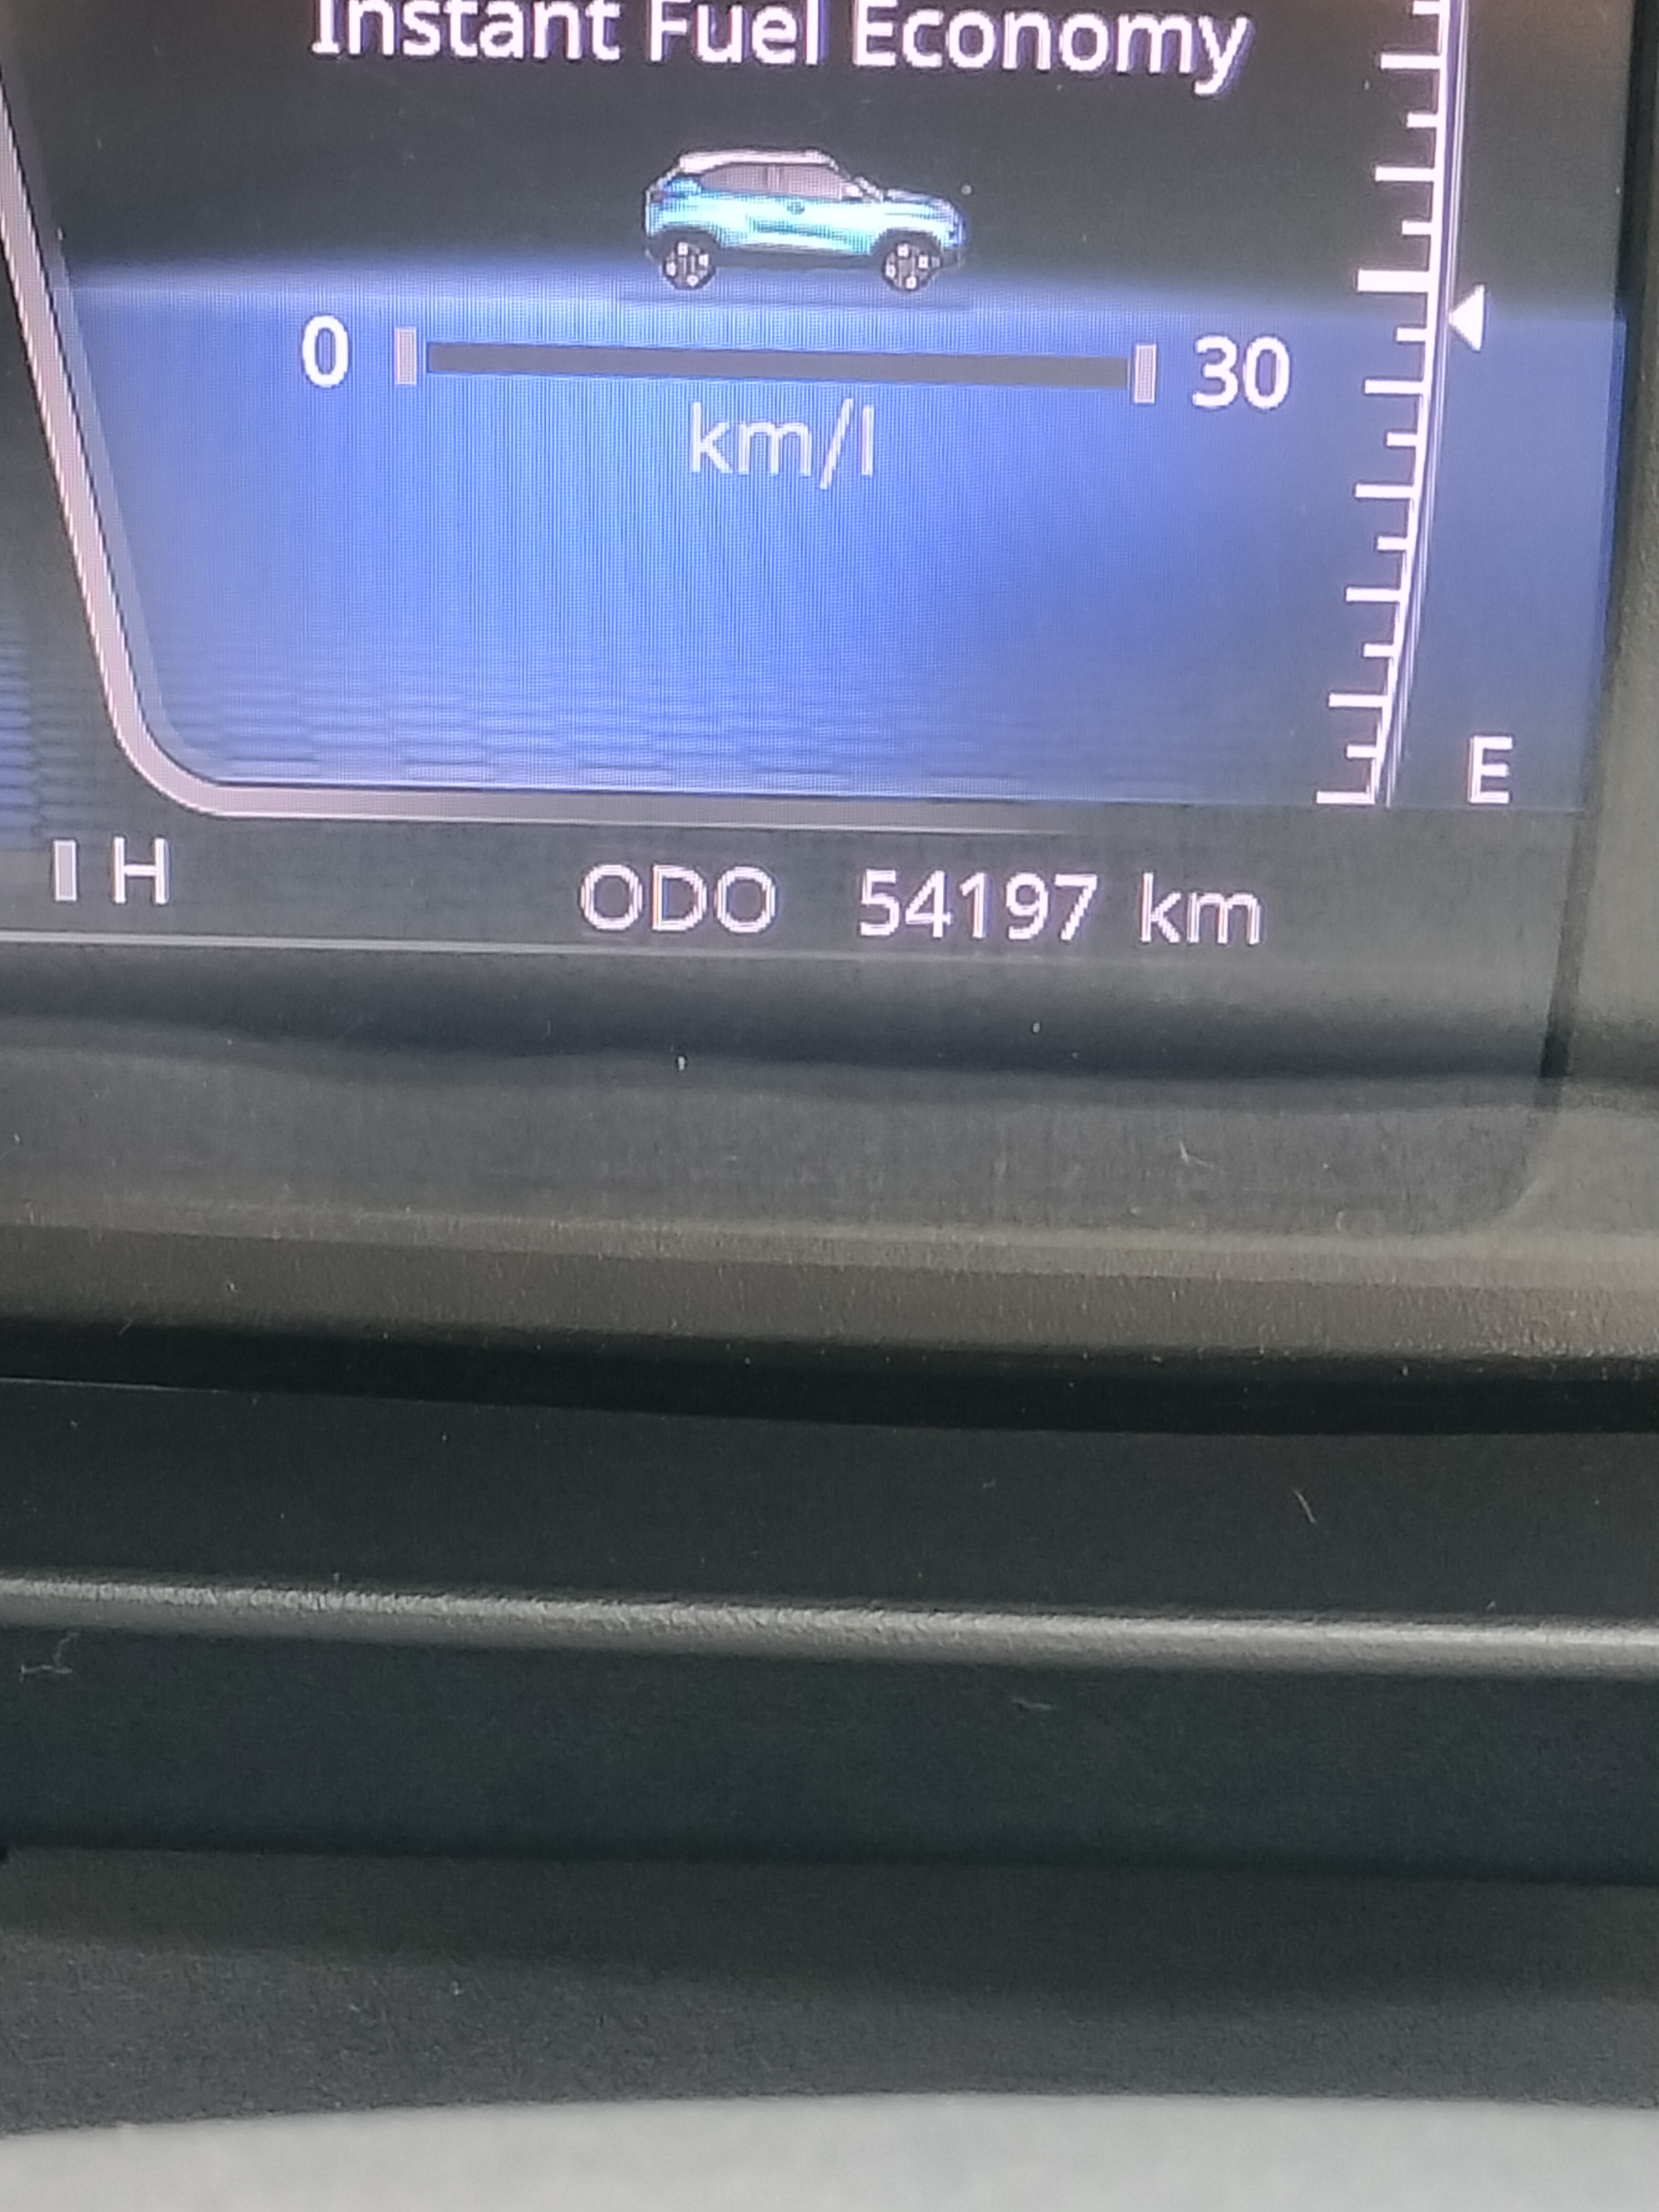 Instant Fuel Economy
0 30
km/l
E
H ODO 54197 km